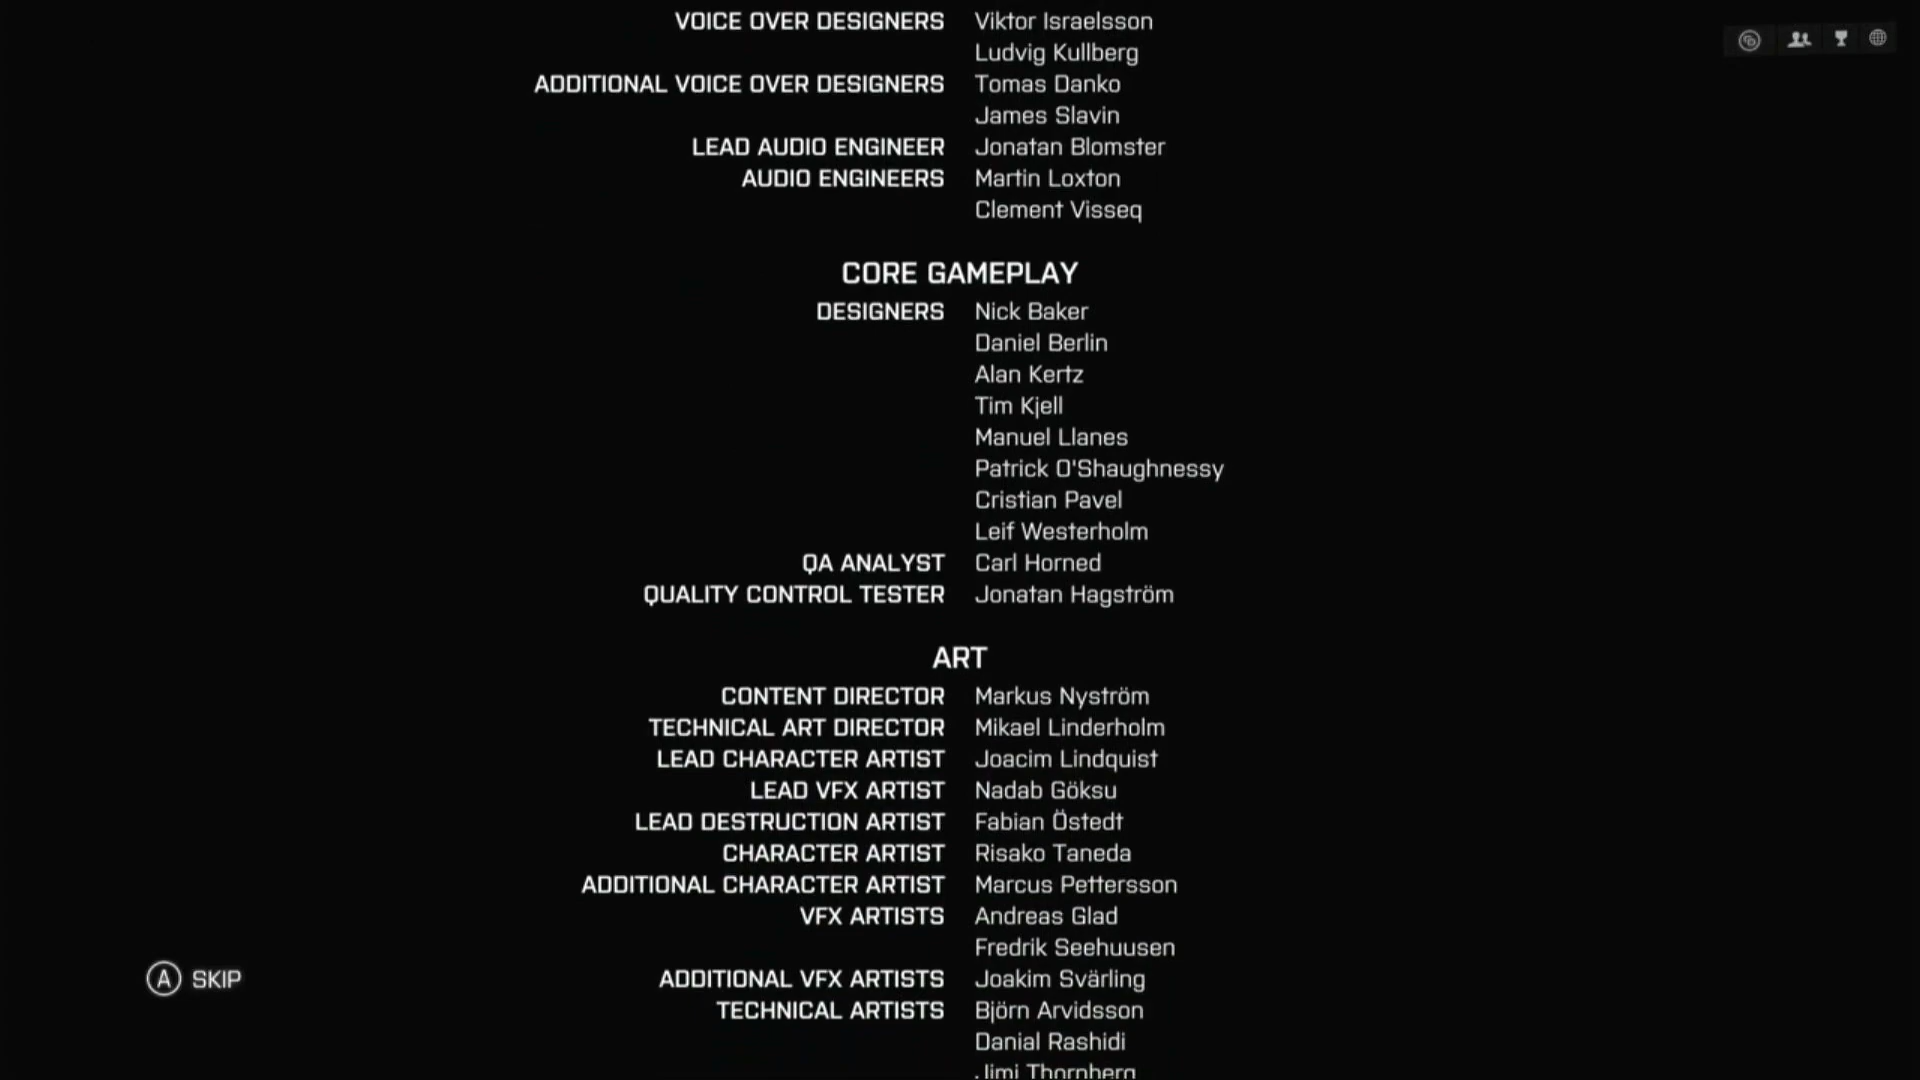 VOICE OVER DESIGNERS Viktor Israelsson
Ludvig Kullberg
ADDITIONAL VOICE OVER DESIGNERS Tomas Danko
James Slavin
LEAD AUDIO ENGINEER Jonatan Blomster
AUDIO ENGINEERS Martin Loxton
Clement Visseq
CORE GAMEPLAY
DESIGNERS Nick Baker
Daniel Berlin
Alan Kertz
Tim Kjell
Manuel Llanes
Patrick O'Shaughnessy
Cristian Pavel
Leif Westerholm
QA ANALYST Carl Horned
QUALITY CONTROL TESTER Jonatan Hagström
ART
CONTENT DIRECTOR Markus Nyström
TECHNICAL ART DIRECTOR Mikael Linderholm
LEAD CHARACTER ARTIST Joacim Lindquist
LEAD VFX ARTIST Nadab Göksu
LEAD DESTRUCTION ARTIST Fabian Östedt
CHARACTER ARTIST Risako Taneda
ADDITIONAL CHARACTER ARTIST Marcus Pettersson
VFX ARTISTS Andreas Glad
Fredrik Seehuusen
ADDITIONAL VFX ARTISTS Joakim Svärling
TECHNICAL ARTISTS Björn Arvidsson
Danial Rashidi
Jimi Thornberg
A SKIP